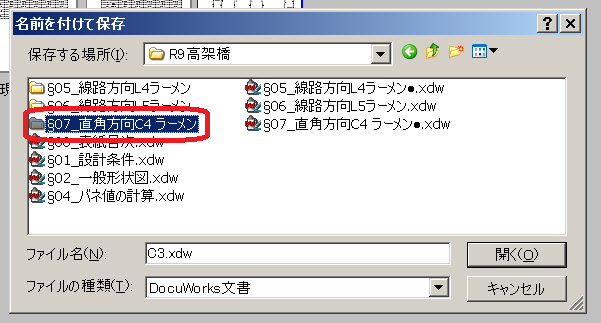 名前を付けて保存
保存する場所(I):
R9高架橋
現
§05_線路方向L4ラーメン
§06_線路方向L5ラーメン
§07_直角方向C4ラーメン
§00_表紙目次.xdw
§01_設計条件.xdw
§02_一般形状図.xdw
§04_バネ値の計算.xdw
§05_線路方向L4ラーメン●.xdw
§06_線路方向L5ラーメン.xdw
§07_直角方向C4ラーメン●.xdw
ファイル名(N):
C3.xdw
開く(O)
ファイルの種類(T):
DocuWorks文書
キャンセル